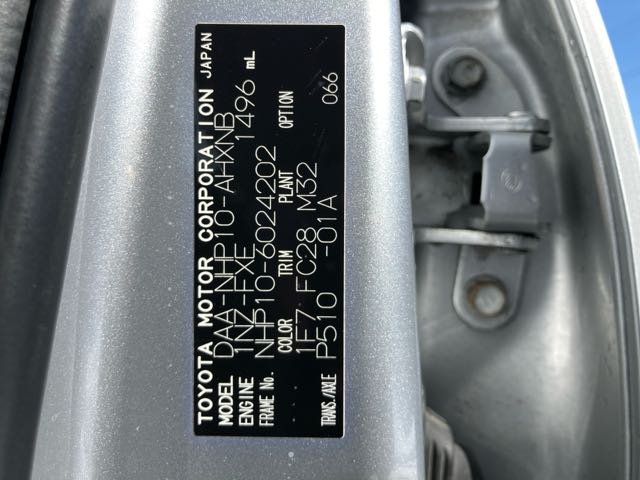 TOYOTA MOTOR CORPORATION JAPAN
MODEL DAA-NHP10-AHXNB
ENGINE 1NZ-FXE 1496 mL
FRAME No. NHP10-6024202
COLOR TRIM PLANT OPTION
1F7 FC28 M32 066
TRANS./AXLE P510 -01A